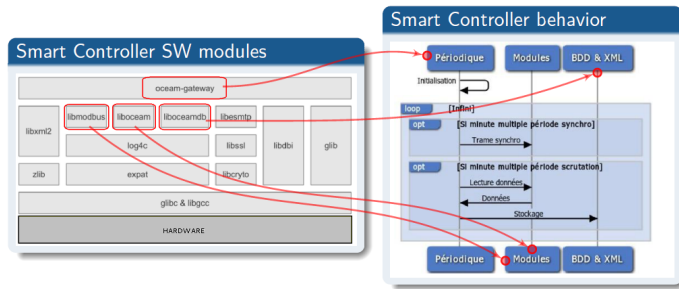 Smart Controller SW modules
oceam-gateway
libxml2
libmodbus
liboceam
liboceamdb
libesmtp
libdbi
glib
log4c
libssl
zlib
expat
libcryto
glibc & libgcc
HARDWARE
Smart Controller behavior
Périodique
Modules
BDD & XML
Initialisation
loop
[Infini]
opt
[Si minute multiple période synchro]
Trame synchro
opt
[Si minute multiple période scrutation]
Lecture données
Données
Stockage
Périodique
Modules
BDD & XML